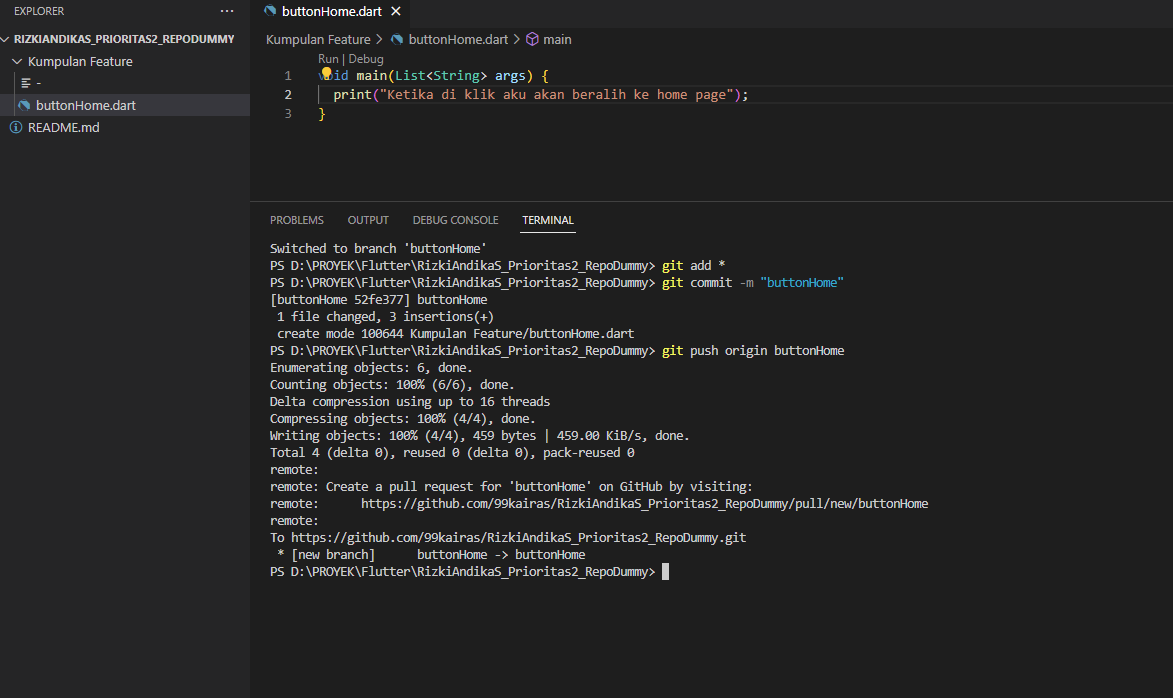 EXPLORER ...
RIZKIANDIKAS_PRIORITAS2_REPODUMMY
Kumpulan Feature
-
buttonHome.dart
README.md
buttonHome.dart
Kumpulan Feature > buttonHome.dart > main
Run | Debug
1 void main(List<String> args) {
2 print("Ketika di klik aku akan beralih ke home page");
3 }
PROBLEMS OUTPUT DEBUG CONSOLE TERMINAL
Switched to branch 'buttonHome'
PS D:\PROYEK\Flutter\RizkiAndikaS_Prioritas2_RepoDummy> git add *
PS D:\PROYEK\Flutter\RizkiAndikaS_Prioritas2_RepoDummy> git commit -m "buttonHome"
[buttonHome 52fe377] buttonHome
1 file changed, 3 insertions(+)
create mode 100644 Kumpulan Feature/buttonHome.dart
PS D:\PROYEK\Flutter\RizkiAndikaS_Prioritas2_RepoDummy> git push origin buttonHome
Enumerating objects: 6, done.
Counting objects: 100% (6/6), done.
Delta compression using up to 16 threads
Compressing objects: 100% (4/4), done.
Writing objects: 100% (4/4), 459 bytes | 459.00 KiB/s, done.
Total 4 (delta 0), reused 0 (delta 0), pack-reused 0
remote:
remote: Create a pull request for 'buttonHome' on GitHub by visiting:
remote: https://github.com/99kairas/RizkiAndikaS_Prioritas2_RepoDummy/pull/new/buttonHome
remote:
To https://github.com/99kairas/RizkiAndikaS_Prioritas2_RepoDummy.git
* [new branch] buttonHome -> buttonHome
PS D:\PROYEK\Flutter\RizkiAndikaS_Prioritas2_RepoDummy>